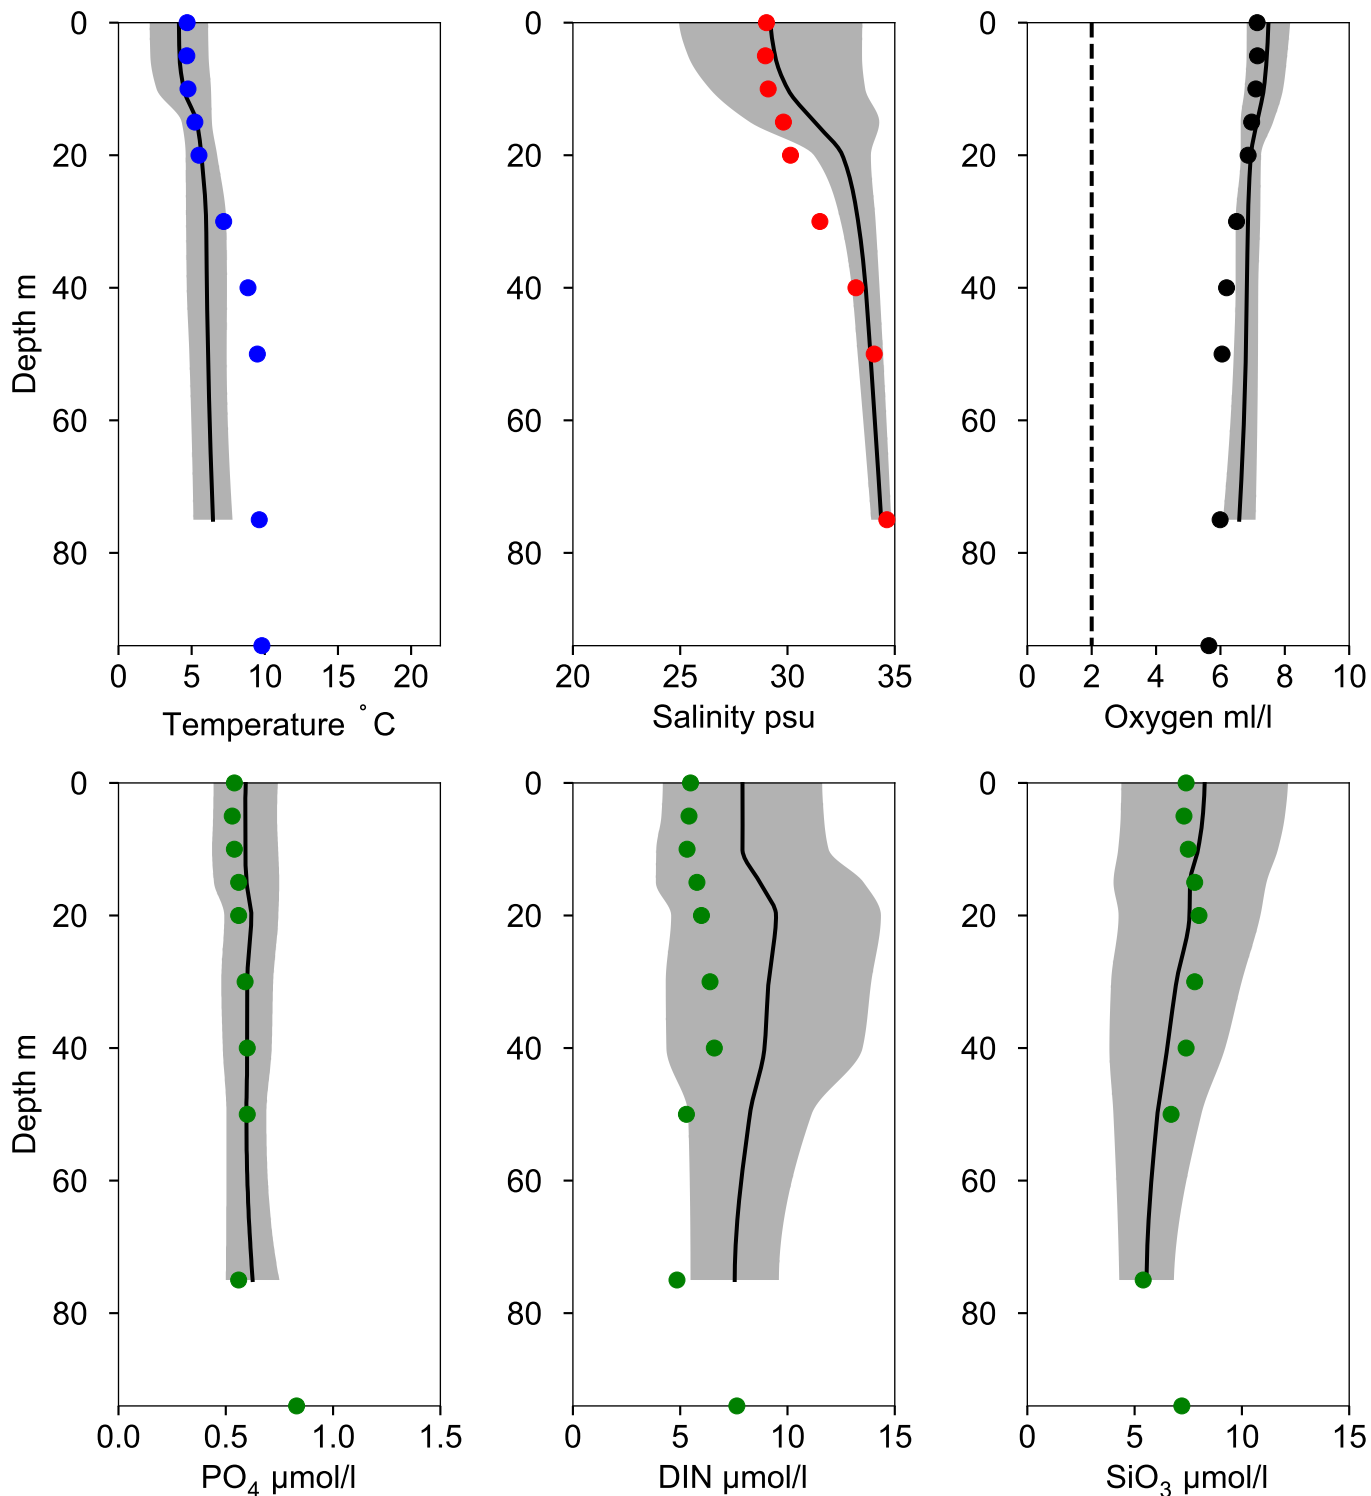 0
20
40
60
80
Depth m
0 5 10 15 20
Temperature °C
0
20
40
60
80
20 25 30 35
Salinity psu
0
20
40
60
80
0 2 4 6 8 10
Oxygen ml/l
0
20
40
60
80
Depth m
0.0 0.5 1.0 1.5
PO₄ µmol/l
0
20
40
60
80
0 5 10 15
DIN µmol/l
0
20
40
60
80
0 5 10 15
SiO₃ µmol/l